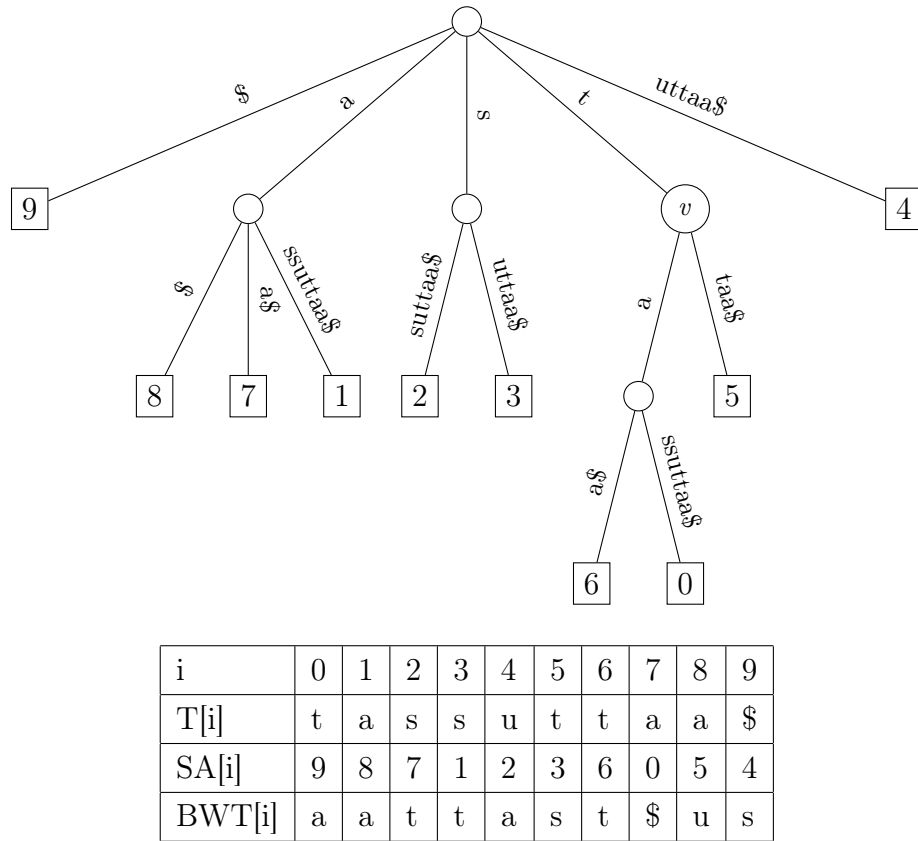 $ a s t uttaa$
9 v 4
$ a$ ssuttaa$ suttaa$ uttaa$ a taa$
8 7 1 2 3 5
a$ ssuttaa$
6 0
i 0 1 2 3 4 5 6 7 8 9
T[i] t a s s u t t a a $
SA[i] 9 8 7 1 2 3 6 0 5 4
BWT[i] a a t t a s t $ u s